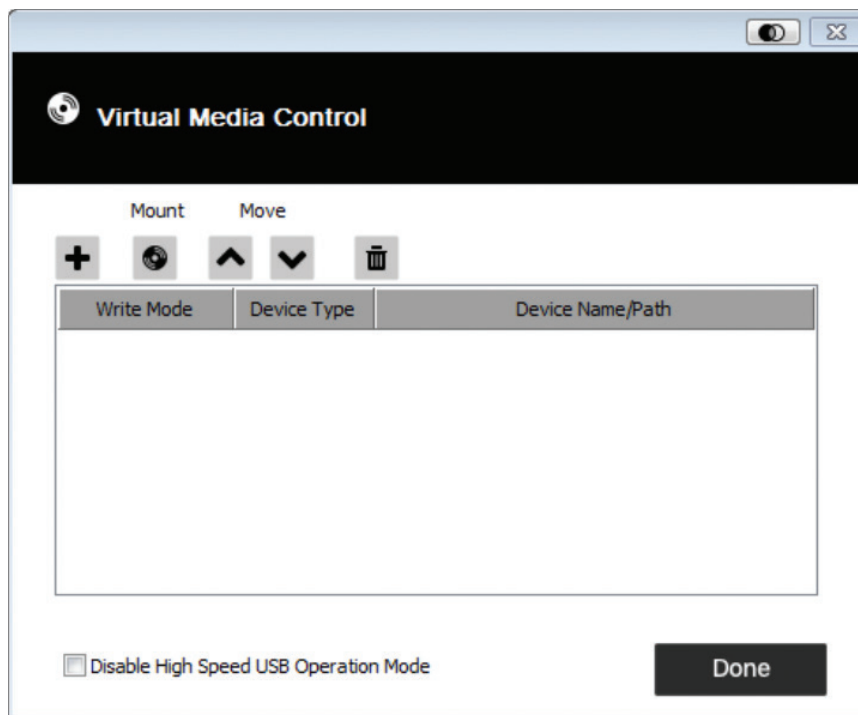 Virtual Media Control
Mount Move
Write Mode Device Type Device Name/Path
Disable High Speed USB Operation Mode
Done